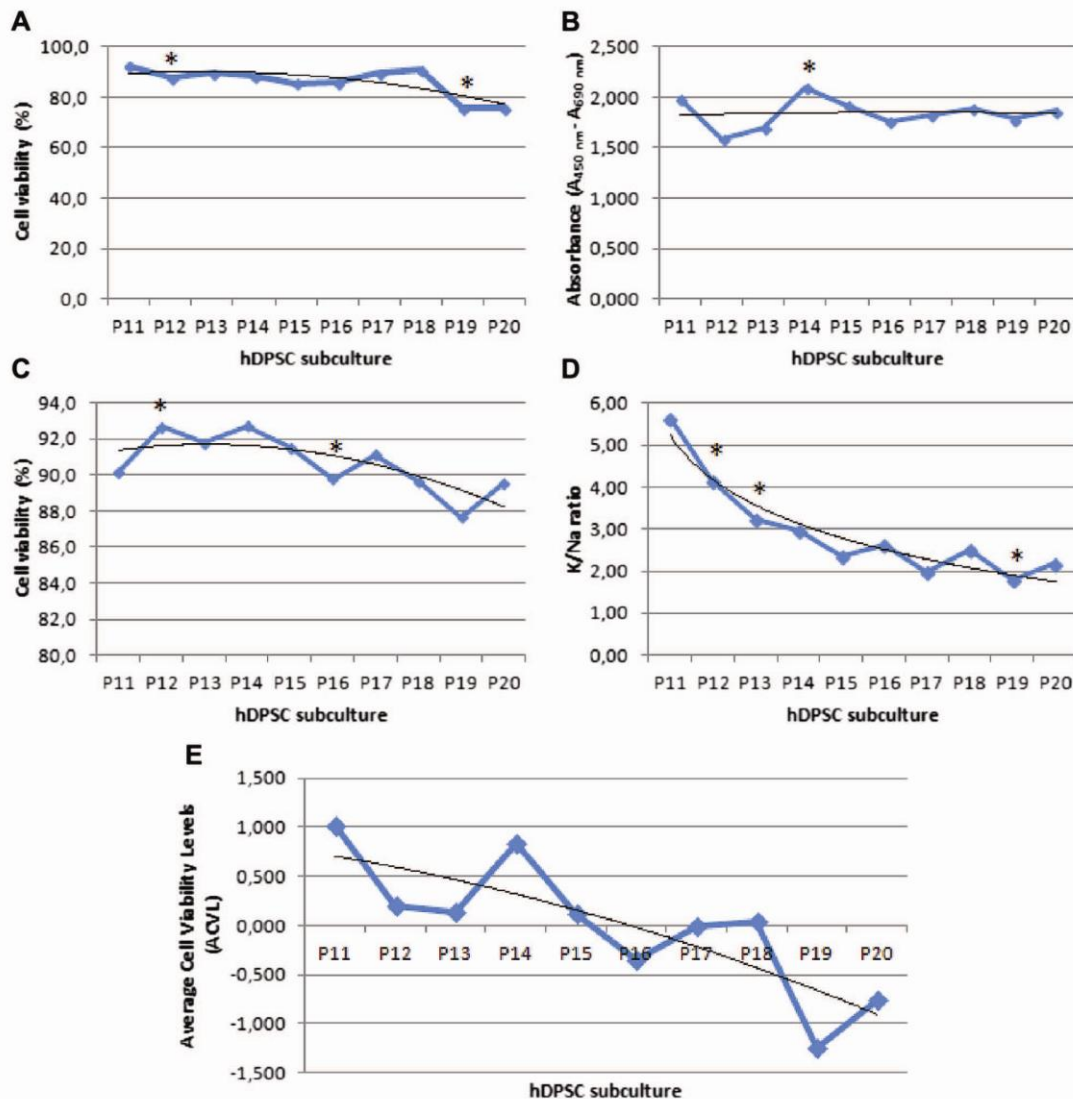 A
100,0
80,0
60,0
40,0
20,0
0,0
Cell viability (%)
* *
P11 P12 P13 P14 P15 P16 P17 P18 P19 P20
hDPSC subculture
B
2,500
2,000
1,500
1,000
0,500
0,000
Absorbance (A450 nm- A690 nm)
*
P11 P12 P13 P14 P15 P16 P17 P18 P19 P20
hDPSC subculture
C
94,0
92,0
90,0
88,0
86,0
84,0
82,0
80,0
Cell viability (%)
* *
P11 P12 P13 P14 P15 P16 P17 P18 P19 P20
hDPSC subculture
D
6,00
5,00
4,00
3,00
2,00
1,00
0,00
K/Na ratio
* * *
P11 P12 P13 P14 P15 P16 P17 P18 P19 P20
hDPSC subculture
E
1,500
1,000
0,500
0,000
-0,500
-1,000
-1,500
Average Cell Viability Levels
(ACVL)
P11 P12 P13 P14 P15 P16 P17 P18 P19 P20
hDPSC subculture